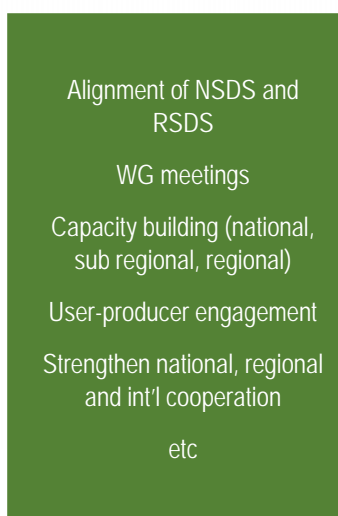 Alignment of NSDS and
RSDS
WG meetings
Capacity building (national,
sub regional, regional)
User-producer engagement
Strengthen national, regional
and int'l cooperation
etc